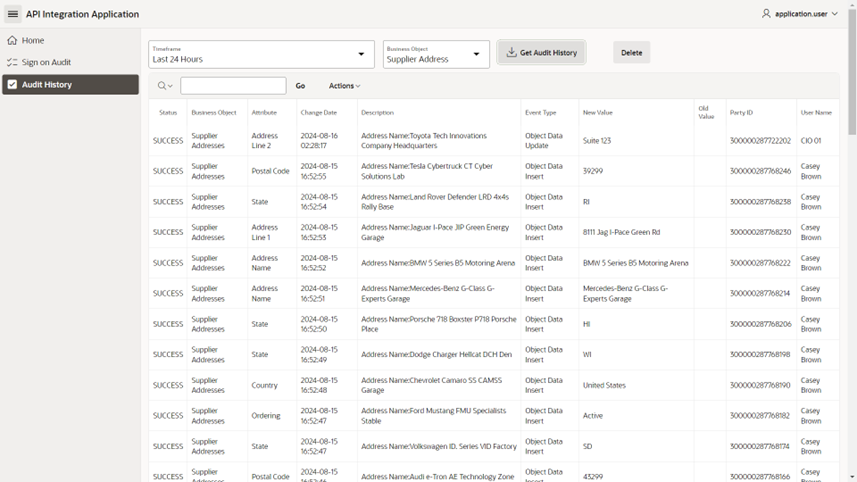 API Integration Application
application.user
Home
Sign on Audit
Audit History
Timeframe
Last 24 Hours
Business Object
Supplier Address
Get Audit History
Delete
Go
Actions
Status Business Object Attribute Change Date Description Event Type New Value Old Value Party ID User Name
SUCCESS Supplier Addresses Address Line 2 2024-08-16 02:28:17 Address Name:Toyota Tech Innovations Company Headquarters Object Data Update Suite 123 300000287722202 CIO 01
SUCCESS Supplier Addresses Postal Code 2024-08-15 16:52:55 Address Name:Tesla Cybertruck CT Cyber Solutions Lab Object Data Insert 39299 300000287768246 Casey Brown
SUCCESS Supplier Addresses State 2024-08-15 16:52:54 Address Name:Land Rover Defender LRD 4x4s Rally Base Object Data Insert RI 300000287768238 Casey Brown
SUCCESS Supplier Addresses Address Line 1 2024-08-15 16:52:53 Address Name:Jaguar I-Pace JIP Green Energy Garage Object Data Insert 8111 Jag I-Pace Green Rd 300000287768230 Casey Brown
SUCCESS Supplier Addresses Address Name 2024-08-15 16:52:52 Address Name:BMW 5 Series B5 Motoring Arena Object Data Insert BMW 5 Series B5 Motoring Arena 300000287768222 Casey Brown
SUCCESS Supplier Addresses Address Name 2024-08-15 16:52:51 Address Name:Mercedes-Benz G-Class G-Experts Garage Object Data Insert Mercedes-Benz G-Class G-Experts Garage 300000287768214 Casey Brown
SUCCESS Supplier Addresses State 2024-08-15 16:52:50 Address Name:Porsche 718 Boxster P718 Porsche Place Object Data Insert HI 300000287768206 Casey Brown
SUCCESS Supplier Addresses State 2024-08-15 16:52:49 Address Name:Dodge Charger Hellcat DCH Den Object Data Insert WI 300000287768198 Casey Brown
SUCCESS Supplier Addresses Country 2024-08-15 16:52:48 Address Name:Chevrolet Camaro SS CAMSS Garage Object Data Insert United States 300000287768190 Casey Brown
SUCCESS Supplier Addresses Ordering 2024-08-15 16:52:47 Address Name:Ford Mustang FMU Specialists Stable Object Data Insert Active 300000287768182 Casey Brown
SUCCESS Supplier Addresses State 2024-08-15 16:52:47 Address Name:Volkswagen ID. Series VID Factory Object Data Insert SD 300000287768174 Casey Brown
SUCCESS Supplier Addresses Postal Code 2024-08-15 16:52:46 Address Name:Audi e-Tron AE Technology Zone Object Data Insert 43299 300000287768166 Casey Brown